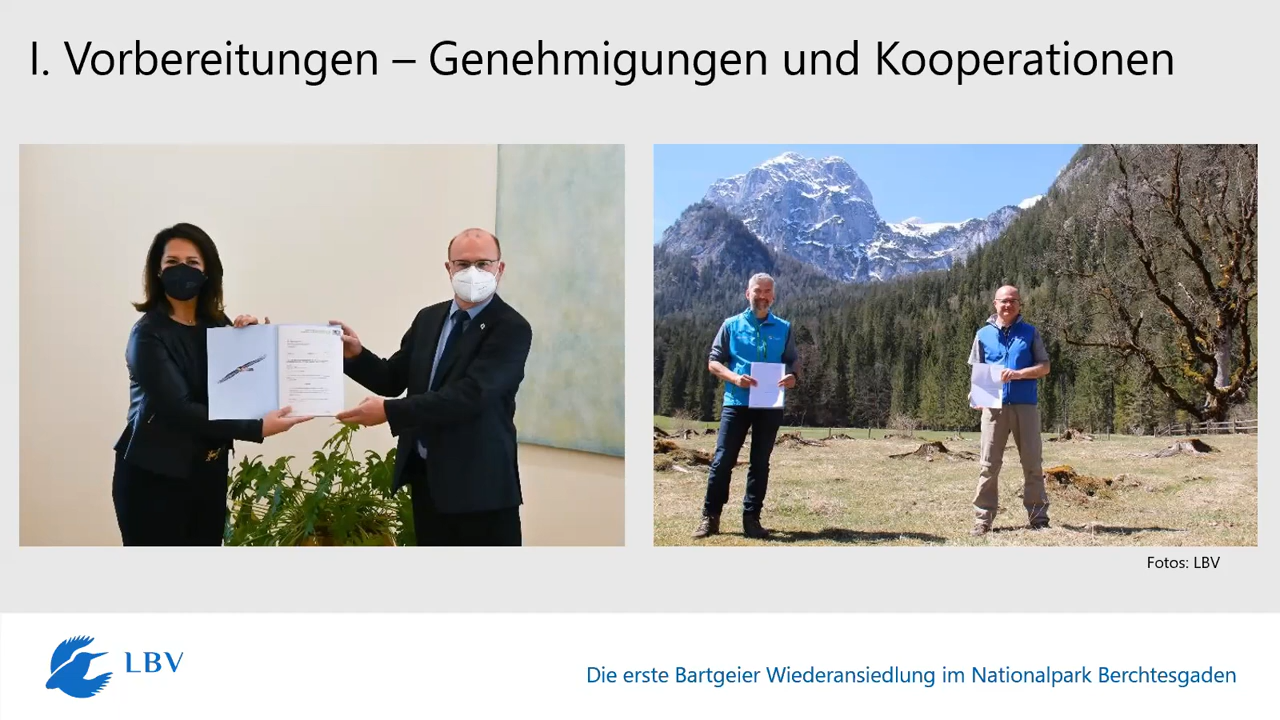 I. Vorbereitungen – Genehmigungen und Kooperationen
Fotos: LBV
LBV
Die erste Bartgeier Wiederansiedlung im Nationalpark Berchtesgaden